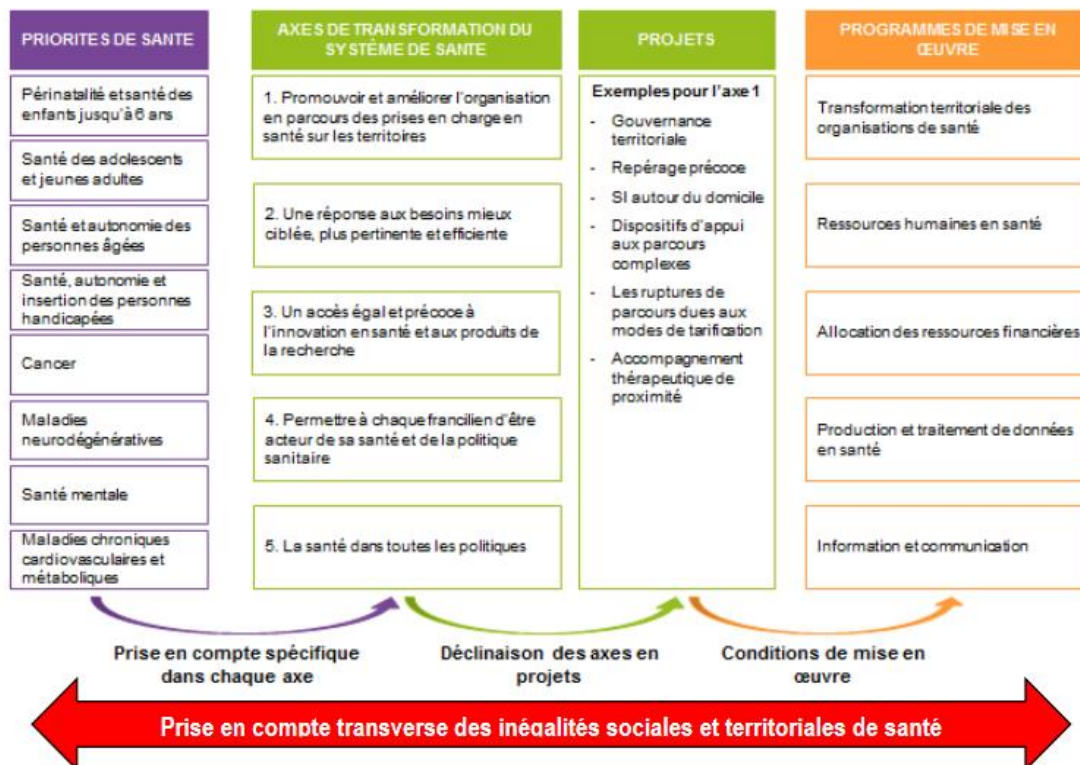 PRIORITES DE SANTE
Périnatalité et santé des
enfants jusqu'à 6 ans
Santé des adolescents
et jeunes adultes
Santé et autonomie des
personnes âgées
Santé, autonomie et
insertion des personnes
handicapées
Cancer
Maladies
neurodégénératives
Santé mentale
Maladies chroniques
cardiovasculaires et
métaboliques
AXES DE TRANSFORMATION DU
SYSTÈME DE SANTE
1. Promouvoir et améliorer l'organisation
en parcours des prises en charge en
santé sur les territoires
2. Une réponse aux besoins mieux
ciblée, plus pertinente et efficiente
3. Un accès égal et précoce à
l'innovation en santé et aux produits de
la recherche
4. Permettre à chaque francilien d'être
acteur de sa santé et de la politique
sanitaire
5. La santé dans toutes les politiques
PROJETS
Exemples pour l'axe 1
- Gouvernance
territoriale
- Repérage précoce
- SI autour du domicile
- Dispositifs d'appui
aux parcours
complexes
- Les ruptures de
parcours dues aux
modes de tarification
- Accompagnement
thérapeutique de
proximité
PROGRAMMES DE MISE EN
ŒUVRE
Transformation territoriale des
organisations de santé
Ressources humaines en santé
Allocation des ressources financières
Production et traitement de données
en santé
Information et communication
Prise en compte spécifique
dans chaque axe
Déclinaison des axes en
projets
Conditions de mise en
œuvre
Prise en compte transverse des inégalités sociales et territoriales de santé